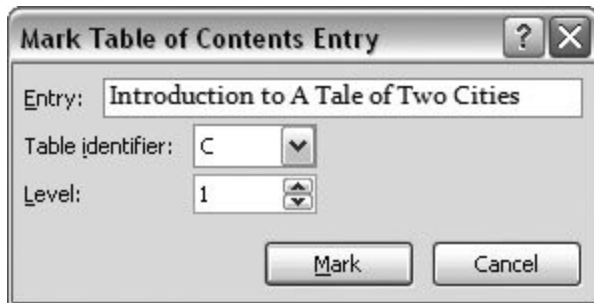 Mark Table of Contents Entry
Entry: Introduction to A Tale of Two Cities
Table identifier: C
Level: 1
Mark Cancel